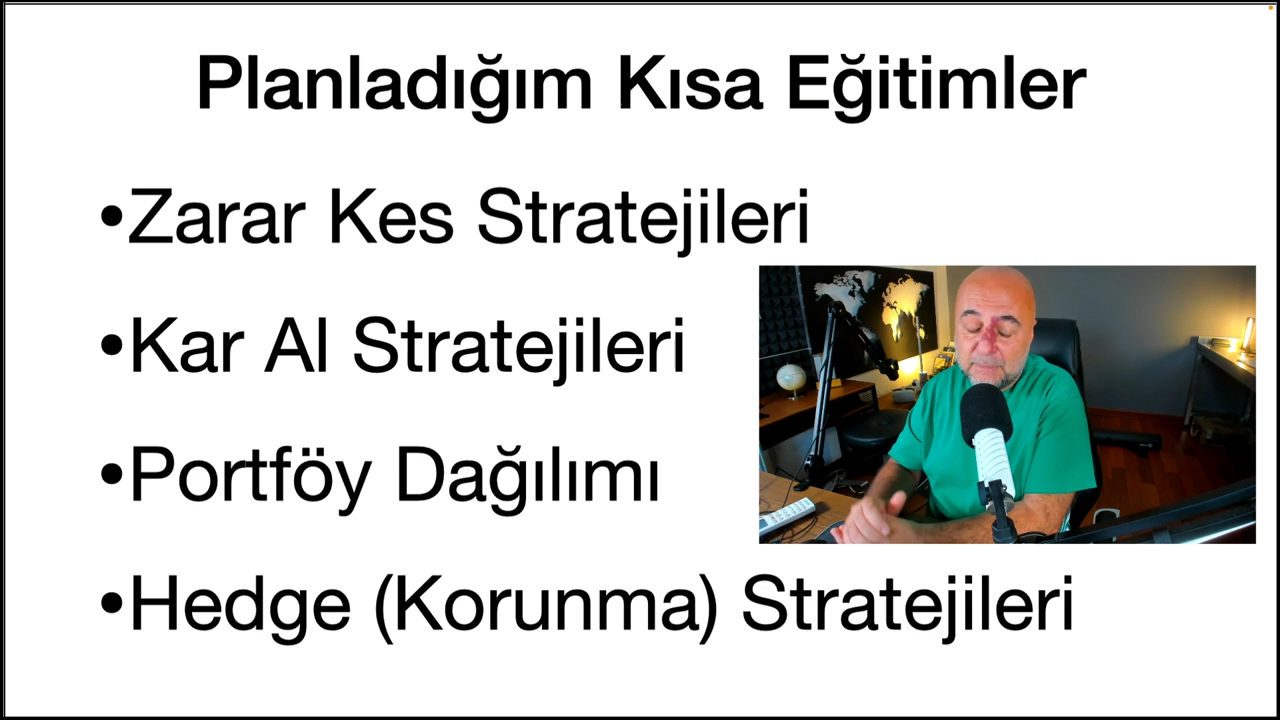 Planladığım Kısa Eğitimler
•Zarar Kes Stratejileri
•Kar Al Stratejileri
•Portföy Dağılımı
•Hedge (Korunma) Stratejileri